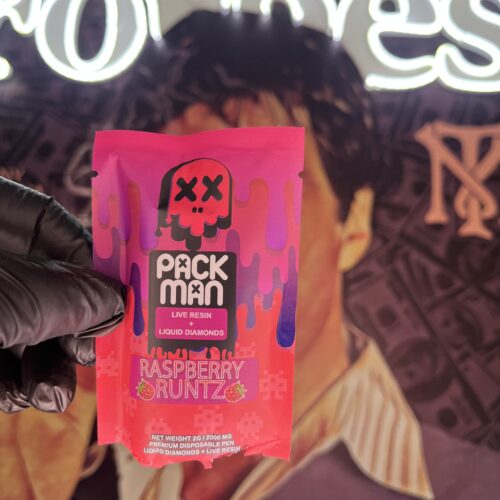 Forbes
PACK
MAN
LIVE RESIN
+
LIQUID DIAMONDS
RASPBERRY
RUNTZ
NET WEIGHT 2G / 2000 MG
PREMIUM DISPOSABLE PEN
LIQUID DIAMONDS + LIVE RESIN